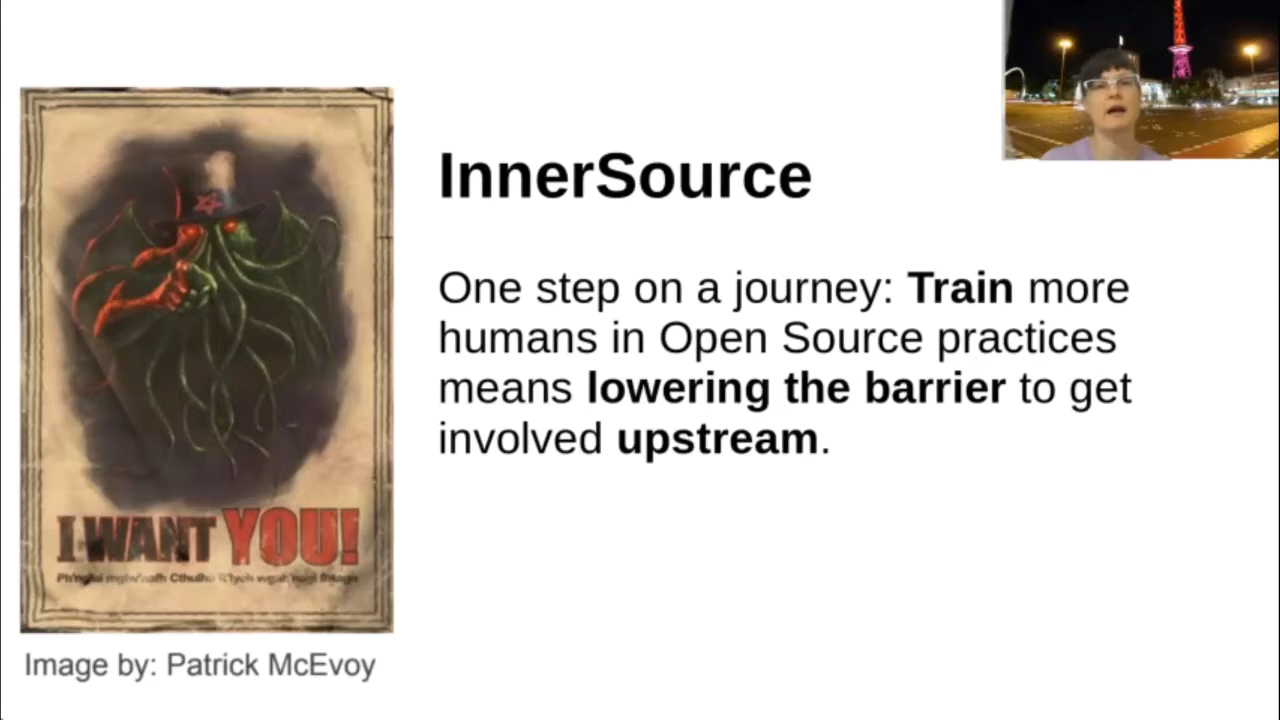 InnerSource
One step on a journey: Train more
humans in Open Source practices
means lowering the barrier to get
involved upstream.
I WANT YOU!
Cthulhu
Image by: Patrick McEvoy